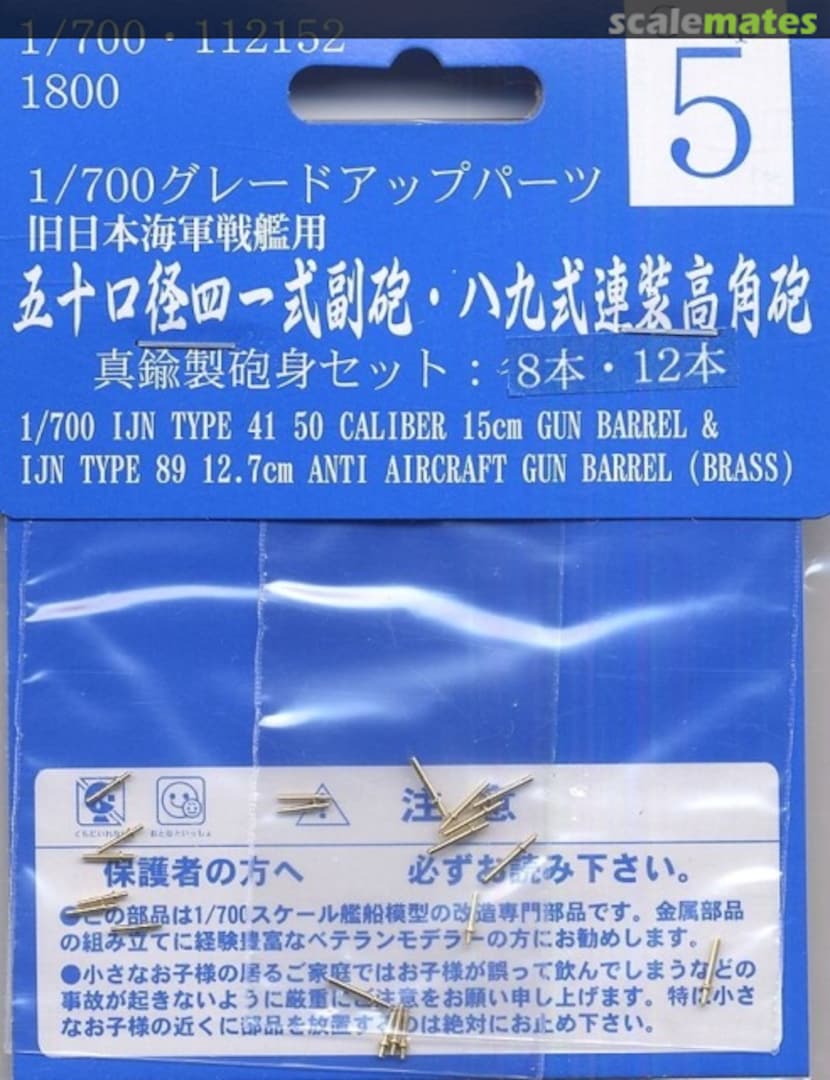 scalemates
1/700・112152
1800
5
1/700グレードアップパーツ
旧日本海軍戦艦用
五十口径四一式副砲・八九式連装高角砲
真鍮製砲身セット：8本・12本
1/700 IJN TYPE 41 50 CALIBER 15cm GUN BARREL &
IJN TYPE 89 12.7cm ANTI AIRCRAFT GUN BARREL (BRASS)
注意
保護者の方へ 必ずお読み下さい。
●この部品は1/700スケール艦船模型の改造専門部品です。金属部品
の組み立てに経験豊富なベテランモデラーの方にお勧めします。
●小さなお子様の居るご家庭ではお子様が誤って飲んでしまうなどの
事故が起きないように厳重にご注意をお願い申し上げます。特に小さ
なお子様の近くに部品を放置するのは絶対にお止め下さい。